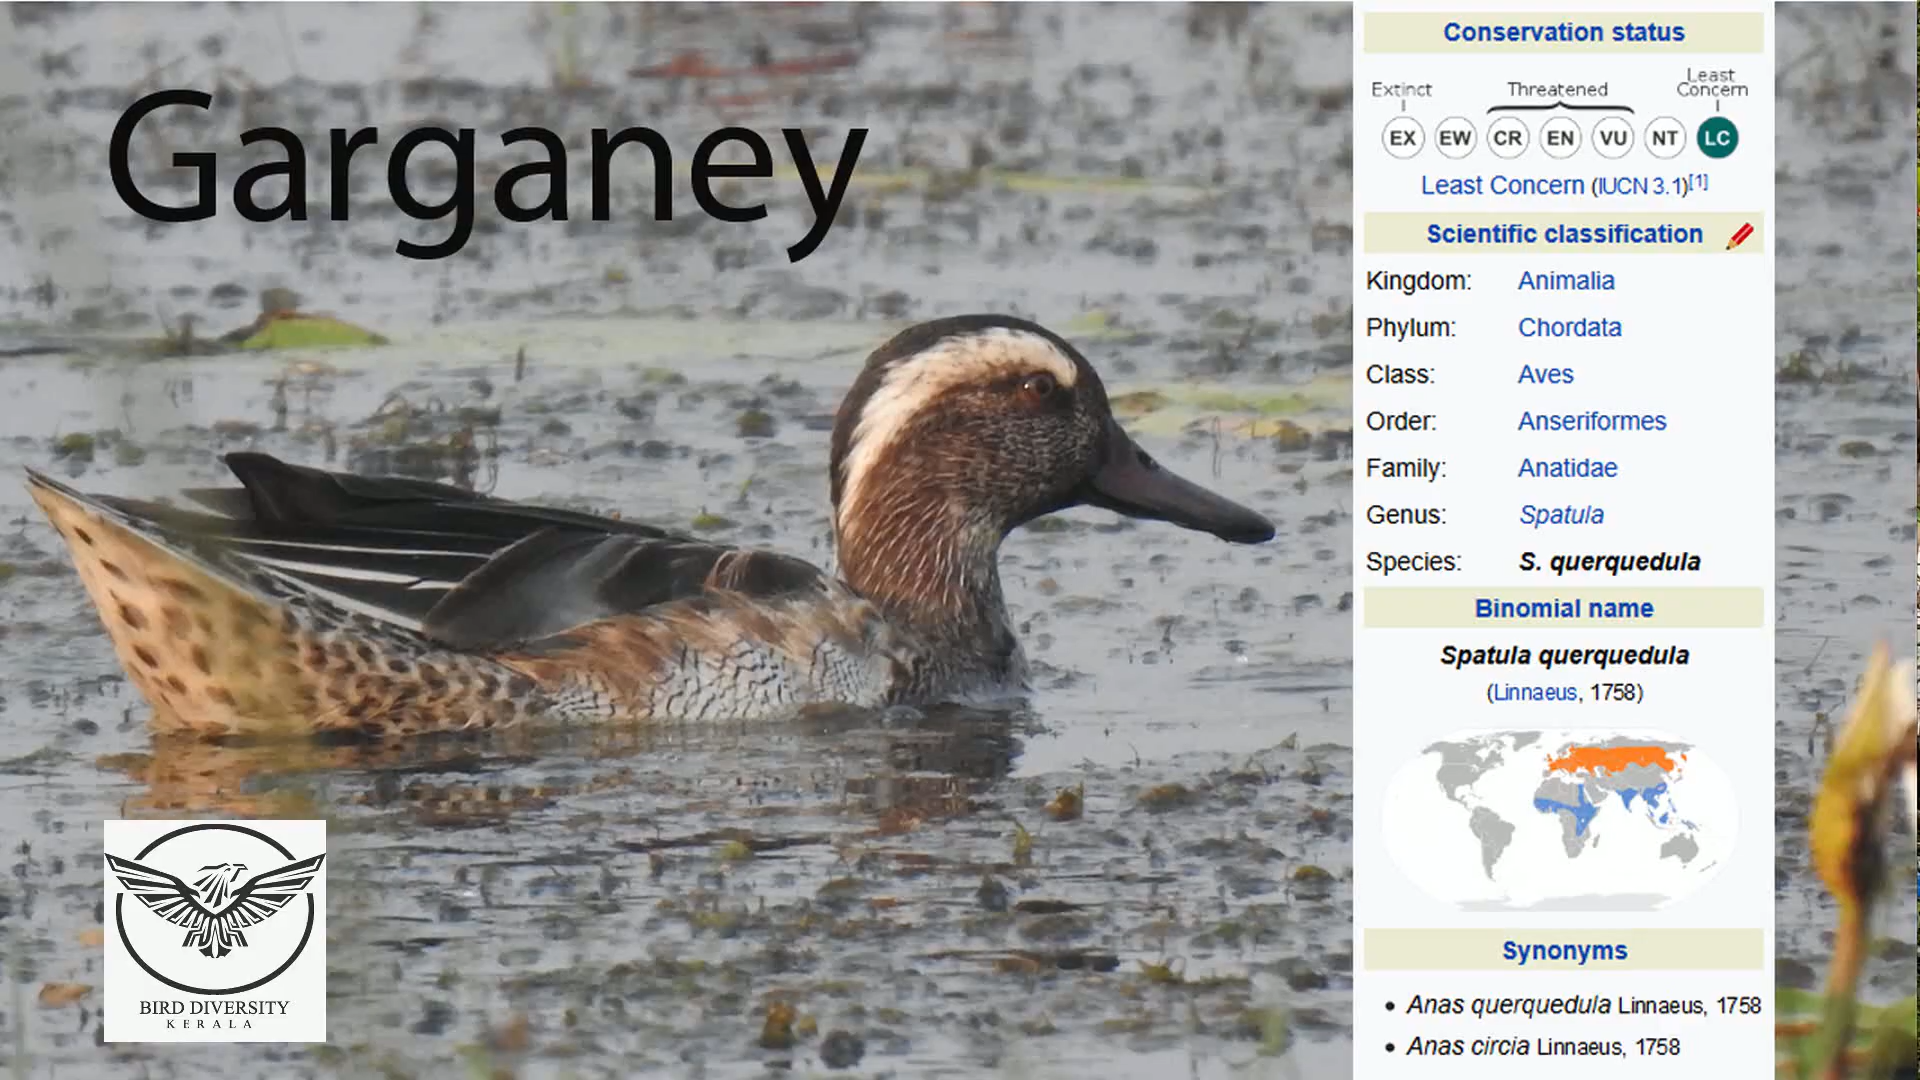 Garganey
BIRD DIVERSITY
KERALA
Conservation status
Extinct
Threatened
Least
Concern
EX EW CR EN VU NT LC
Least Concern (IUCN 3.1)[1]
Scientific classification
Kingdom: Animalia
Phylum: Chordata
Class: Aves
Order: Anseriformes
Family: Anatidae
Genus: Spatula
Species: S. querquedula
Binomial name
Spatula querquedula
(Linnaeus, 1758)
Synonyms
• Anas querquedula Linnaeus, 1758
• Anas circia Linnaeus, 1758